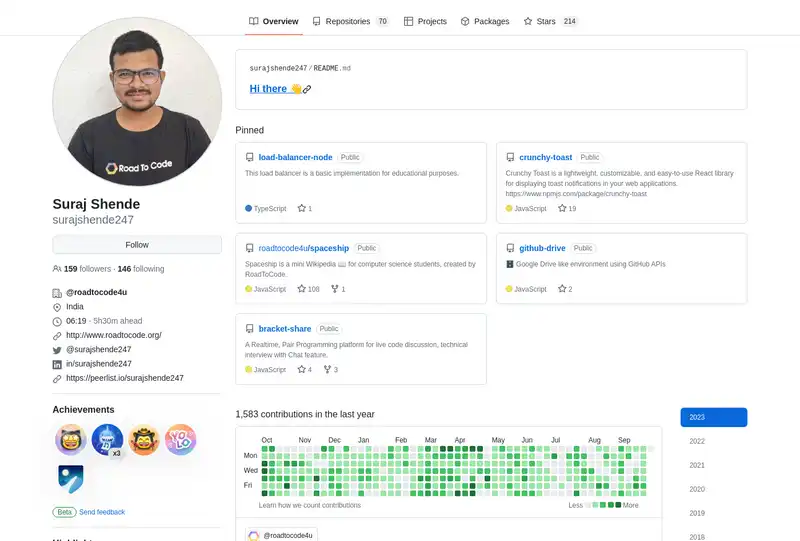 Overview
Repositories 70
Projects
Packages
Stars 214
Road To Code
Suraj Shende
surajshende247
Follow
159 followers · 146 following
@roadtocode4u
India
06:19 - 5h30m ahead
http://www.roadtocode.org/
@surajshende247
in/surajshende247
https://peerlist.io/surajshende247
Achievements
YOLO
x3
Beta Send feedback
surajshende247/README.md
Hi there 👋
Pinned
load-balancer-node Public
This load balancer is a basic implementation for educational purposes.
TypeScript 1
crunchy-toast Public
Crunchy Toast is a lightweight, customizable, and easy-to-use React library
for displaying toast notifications in your web applications.
https://www.npmjs.com/package/crunchy-toast
JavaScript 19
roadtocode4u/spaceship Public
Spaceship is a mini Wikipedia 📖 for computer science students, created by
RoadToCode.
JavaScript 108 1
github-drive Public
🗄️ Google Drive like environment using GitHub APIs
JavaScript 2
bracket-share Public
A Realtime, Pair Programming platform for live code discussion, technical
interview with Chat feature.
JavaScript 4 3
1,583 contributions in the last year
Oct Nov Dec Jan Feb Mar Apr May Jun Jul Aug Sep
Mon
Wed
Fri
Learn how we count contributions
Less More
@roadtocode4u
2023
2022
2021
2020
2019
2018